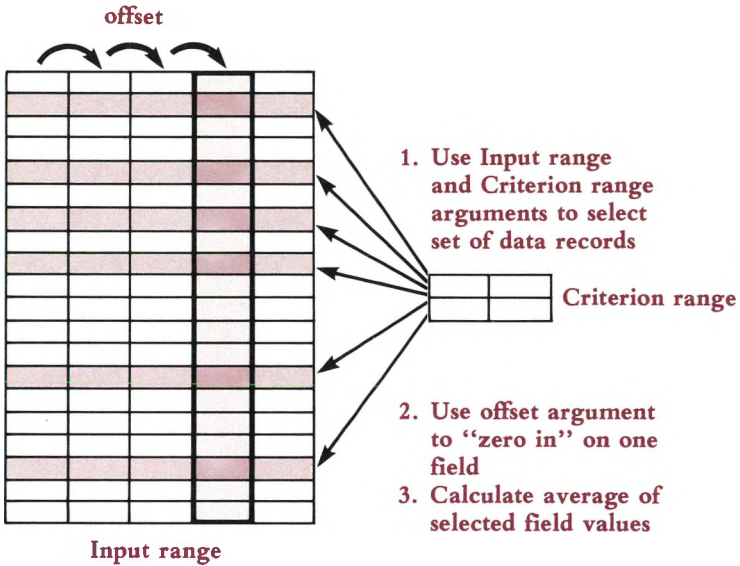 offset
1. Use Input range
and Criterion range
arguments to select
set of data records
Criterion range
2. Use offset argument
to “zero in” on one
field
3. Calculate average of
selected field values
Input range